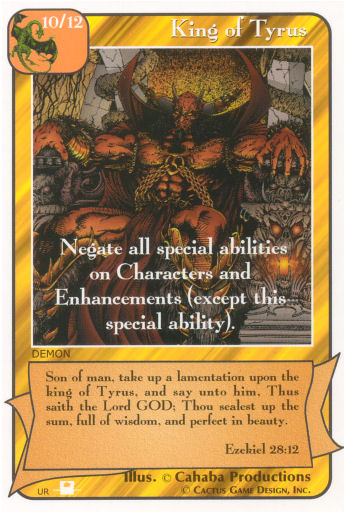 10/12
King of Tyrus
Negate all special abilities
on Characters and
Enhancements (except this
special ability).
DEMON
Son of man, take up a lamentation upon the
king of Tyrus, and say unto him, Thus
saith the Lord GOD; Thou sealest up the
sum, full of wisdom, and perfect in beauty.
Ezekiel 28:12
Illus. © Cahaba Productions
UR © CACTUS GAME DESIGN, INC.